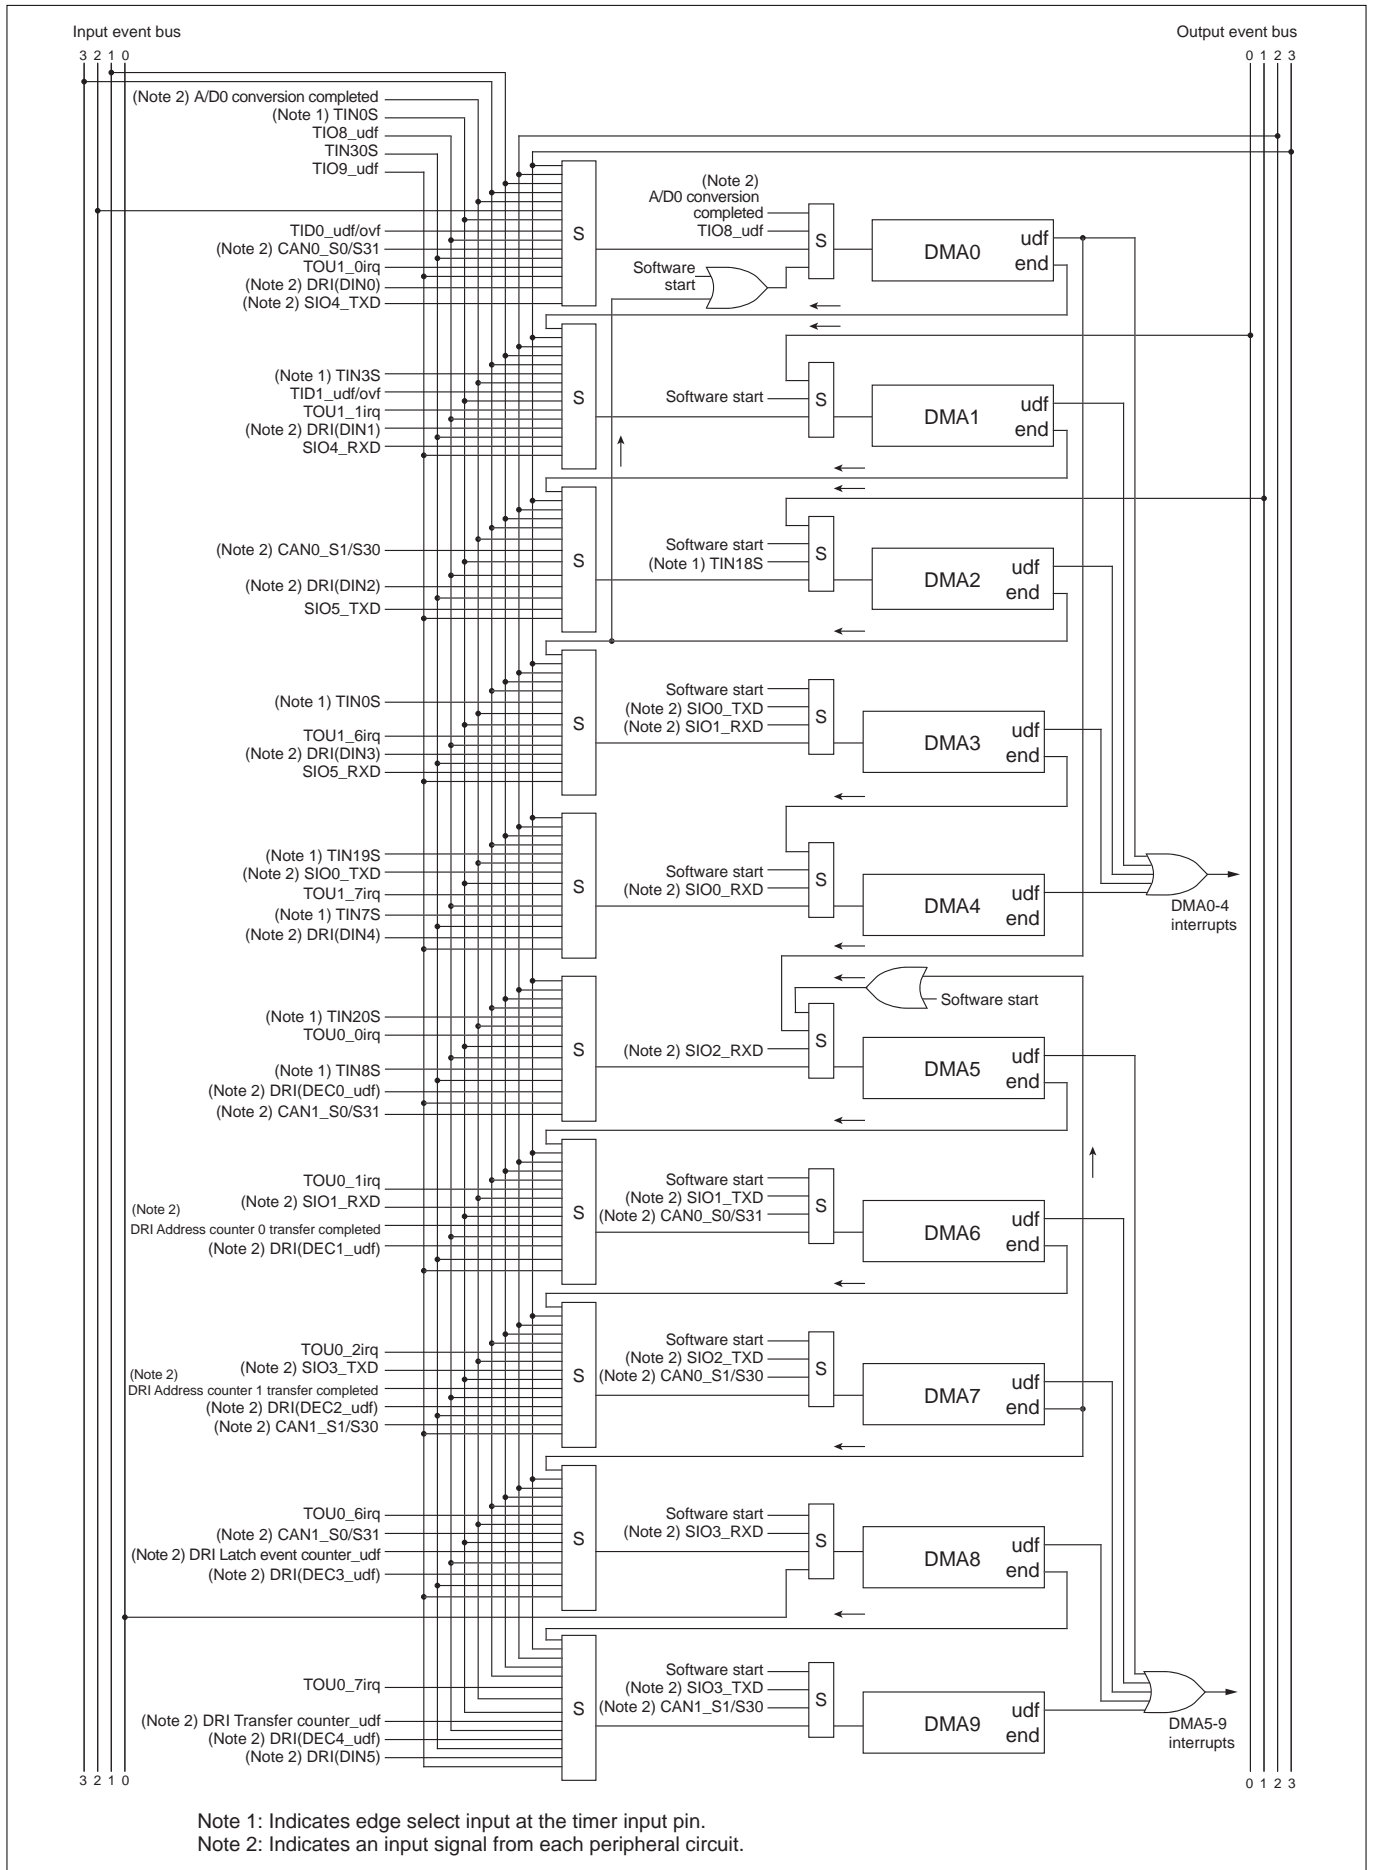 Input event bus
Output event bus
3 2 1 0
0 1 2 3
(Note 2) A/D0 conversion completed
(Note 1) TIN0S
TIO8_udf
TIN30S
TIO9_udf
TID0_udf/ovf
(Note 2) CAN0_S0/S31
TOU1_0irq
(Note 2) DRI(DIN0)
(Note 2) SIO4_TXD
S
(Note 2)
A/D0 conversion
completed
TIO8_udf
Software
start
S
DMA0
udf
end
(Note 1) TIN3S
TID1_udf/ovf
TOU1_1irq
(Note 2) DRI(DIN1)
SIO4_RXD
S
Software start
S
DMA1
udf
end
(Note 2) CAN0_S1/S30
(Note 2) DRI(DIN2)
SIO5_TXD
S
Software start
(Note 1) TIN18S
S
DMA2
udf
end
(Note 1) TIN0S
TOU1_6irq
(Note 2) DRI(DIN3)
SIO5_RXD
S
Software start
(Note 2) SIO0_TXD
(Note 2) SIO1_RXD
S
DMA3
udf
end
(Note 1) TIN19S
(Note 2) SIO0_TXD
TOU1_7irq
(Note 1) TIN7S
(Note 2) DRI(DIN4)
S
Software start
(Note 2) SIO0_RXD
S
DMA4
udf
end
DMA0-4
interrupts
(Note 1) TIN20S
TOU0_0irq
(Note 1) TIN8S
(Note 2) DRI(DEC0_udf)
(Note 2) CAN1_S0/S31
S
Software start
(Note 2) SIO2_RXD
S
DMA5
udf
end
TOU0_1irq
(Note 2) SIO1_RXD
(Note 2)
DRI Address counter 0 transfer completed
(Note 2) DRI(DEC1_udf)
S
Software start
(Note 2) SIO1_TXD
(Note 2) CAN0_S0/S31
S
DMA6
udf
end
TOU0_2irq
(Note 2) SIO3_TXD
(Note 2)
DRI Address counter 1 transfer completed
(Note 2) DRI(DEC2_udf)
(Note 2) CAN1_S1/S30
S
Software start
(Note 2) SIO2_TXD
(Note 2) CAN0_S1/S30
S
DMA7
udf
end
TOU0_6irq
(Note 2) CAN1_S0/S31
(Note 2) DRI Latch event counter_udf
(Note 2) DRI(DEC3_udf)
S
Software start
(Note 2) SIO3_RXD
S
DMA8
udf
end
TOU0_7irq
(Note 2) DRI Transfer counter_udf
(Note 2) DRI(DEC4_udf)
(Note 2) DRI(DIN5)
S
Software start
(Note 2) SIO3_TXD
(Note 2) CAN1_S1/S30
S
DMA9
udf
end
DMA5-9
interrupts
3 2 1 0
0 1 2 3
Note 1: Indicates edge select input at the timer input pin.
Note 2: Indicates an input signal from each peripheral circuit.